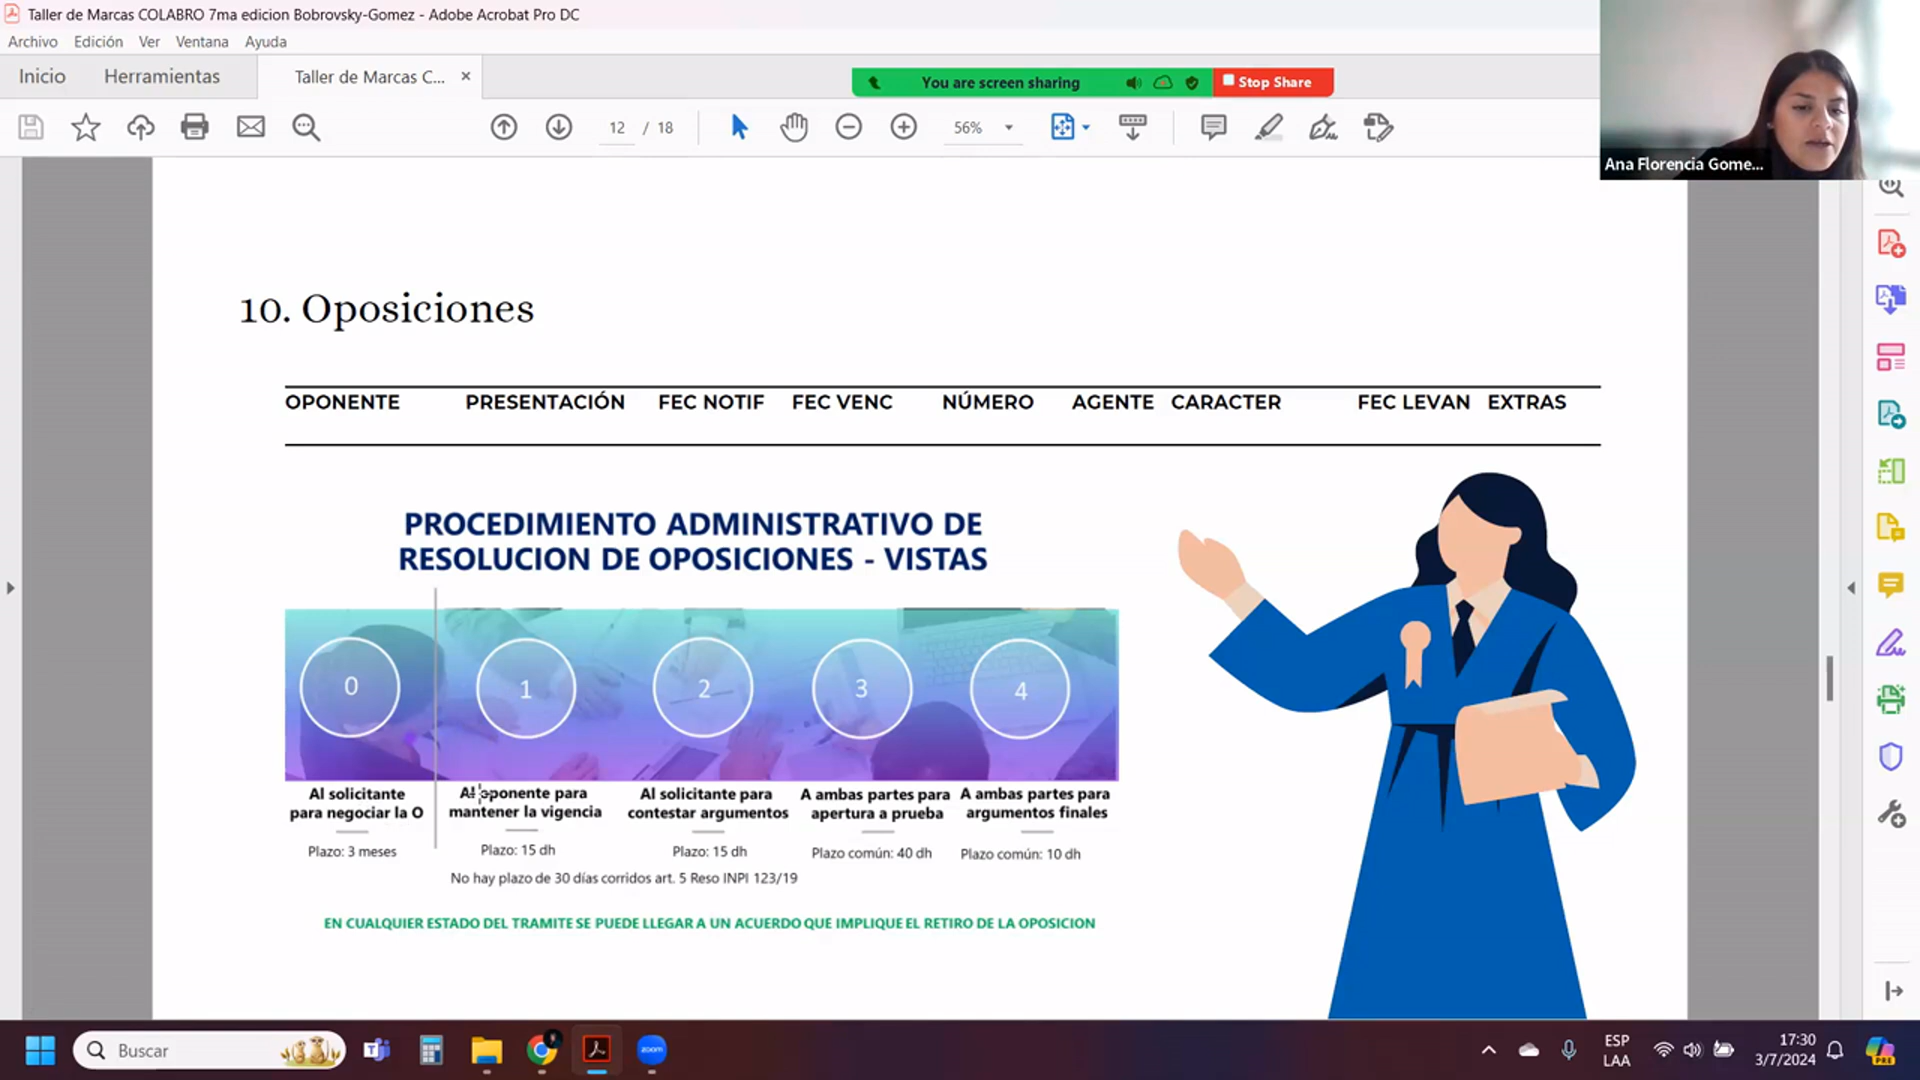 Taller de Marcas COLABRO 7ma edicion Bobrovsky-Gomez - Adobe Acrobat Pro DC
Archivo Edición Ver Ventana Ayuda
Inicio Herramientas Taller de Marcas C... ×
You are screen sharing Stop Share
12 / 18 56%
Ana Florencia Gome...
10. Oposiciones
OPONENTE PRESENTACIÓN FEC NOTIF FEC VENC NÚMERO AGENTE CARACTER FEC LEVAN EXTRAS
PROCEDIMIENTO ADMINISTRATIVO DE
RESOLUCION DE OPOSICIONES - VISTAS
0 1 2 3 4
Al solicitante
para negociar la O
Plazo: 3 meses
Al oponente para
mantener la vigencia
Plazo: 15 dh
Al solicitante para
contestar argumentos
Plazo: 15 dh
A ambas partes para
apertura a prueba
Plazo común: 40 dh
A ambas partes para
argumentos finales
Plazo común: 10 dh
No hay plazo de 30 días corridos art. 5 Reso INPI 123/19
EN CUALQUIER ESTADO DEL TRAMITE SE PUEDE LLEGAR A UN ACUERDO QUE IMPLIQUE EL RETIRO DE LA OPOSICION
Buscar
zoom
ESP
LAA
17:30
3/7/2024
PRE